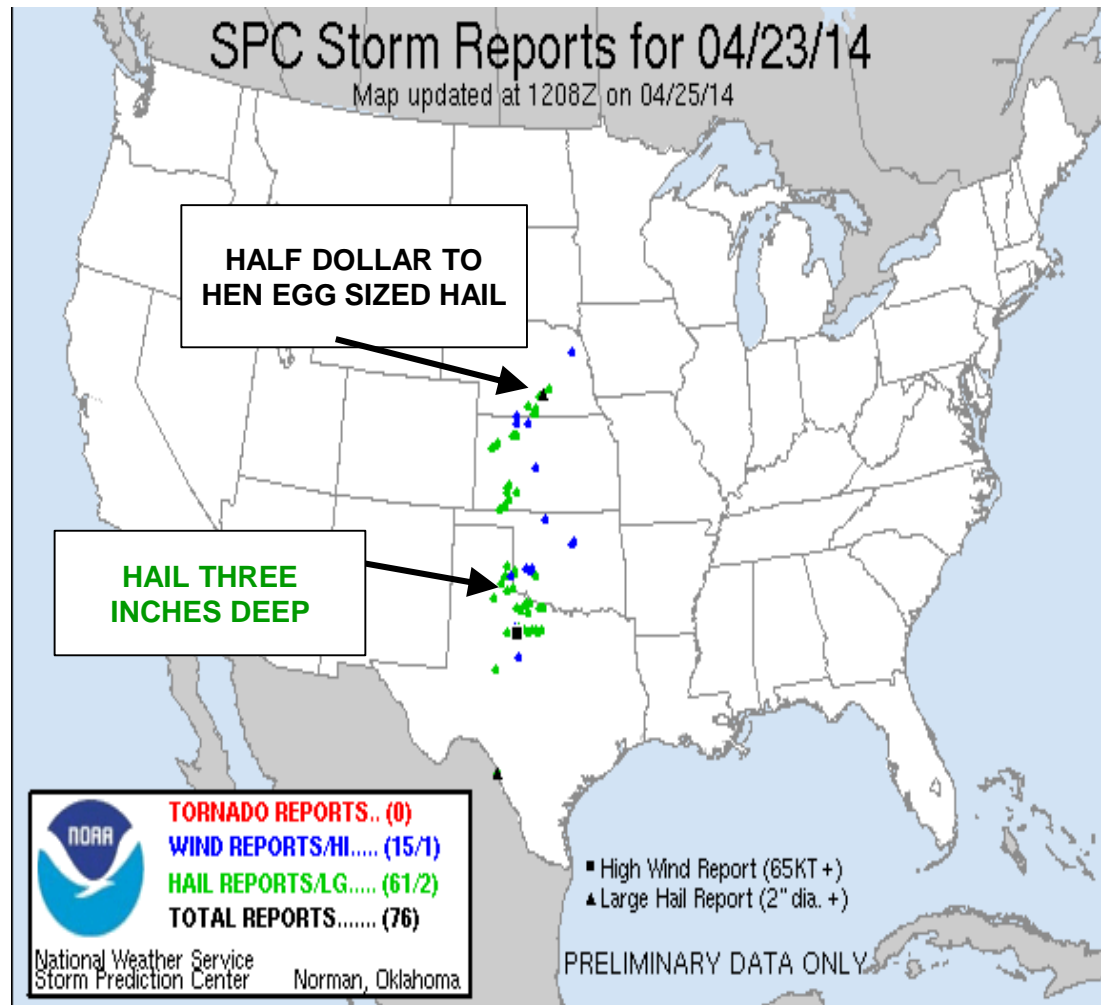 SPC Storm Reports for 04/23/14
Map updated at 1208Z on 04/25/14
HALF DOLLAR TO
HEN EGG SIZED HAIL
HAIL THREE
INCHES DEEP
NOAA
TORNADO REPORTS.. (0)
WIND REPORTS/HI..... (15/1)
HAIL REPORTS/LG..... (61/2)
TOTAL REPORTS....... (76)
National Weather Service
Storm Prediction Center Norman, Oklahoma
High Wind Report (65KT +)
Large Hail Report (2" dia. +)
PRELIMINARY DATA ONLY